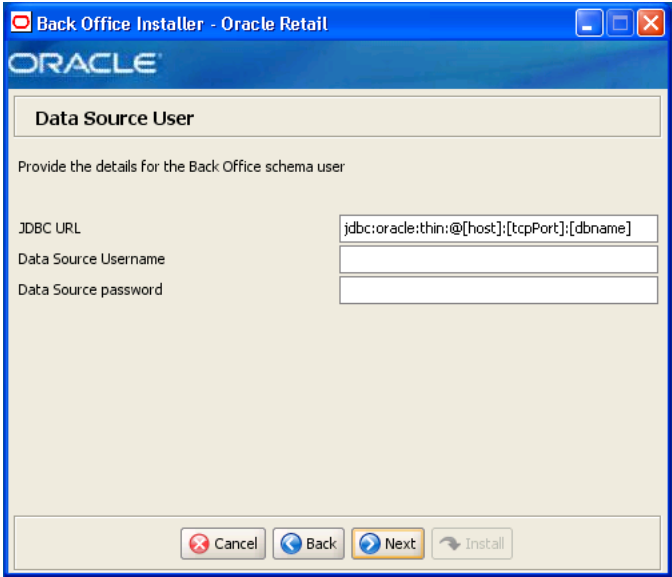 Back Office Installer - Oracle Retail
ORACLE
Data Source User
Provide the details for the Back Office schema user
JDBC URL jdbc:oracle:thin:@[host]:[tcpPort]:[dbname]
Data Source Username
Data Source password
Cancel Back Next Install